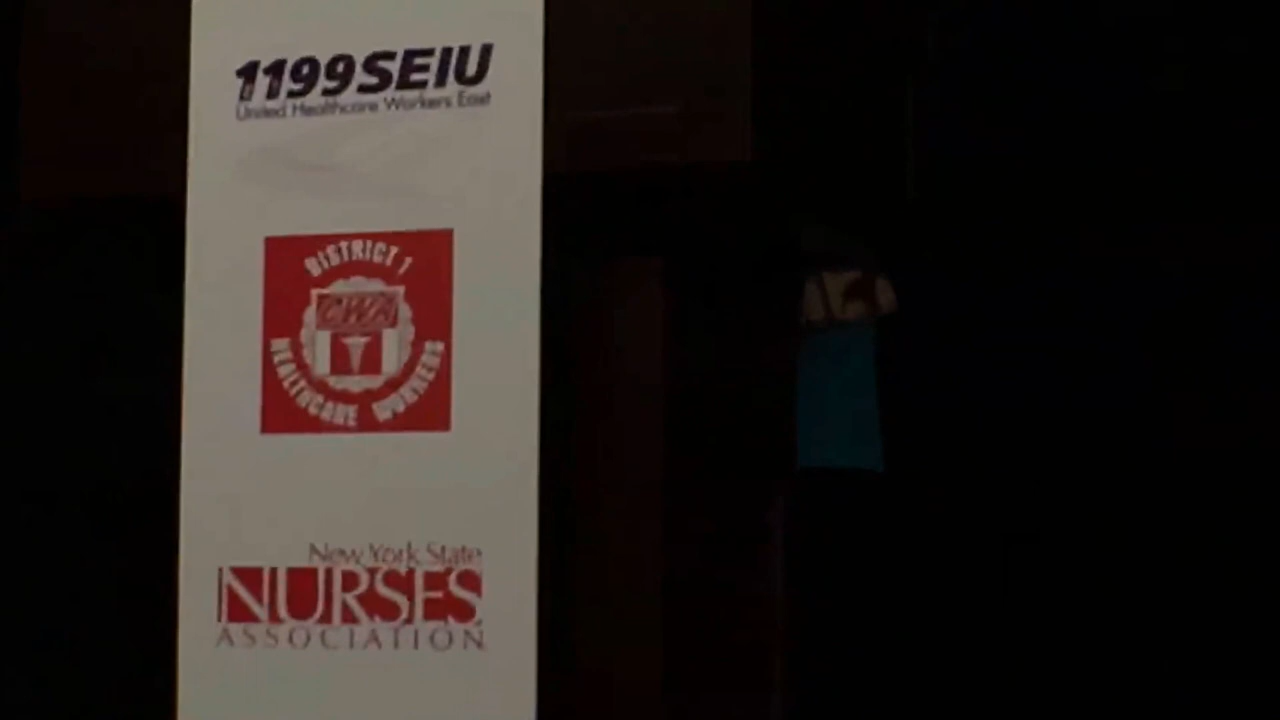 1199SEIU
United Healthcare Workers East
DISTRICT 1
CWA
HEALTHCARE WORKERS
New York State
NURSES
ASSOCIATION